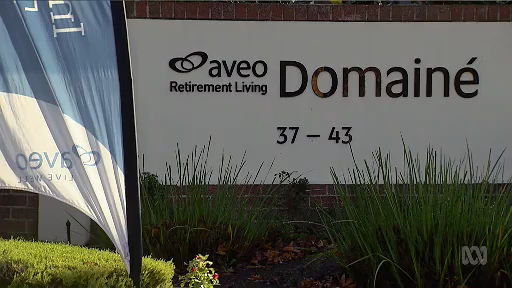 aveo
Retirement Living
Domainé
37 – 43
aveo
LIVE WELL